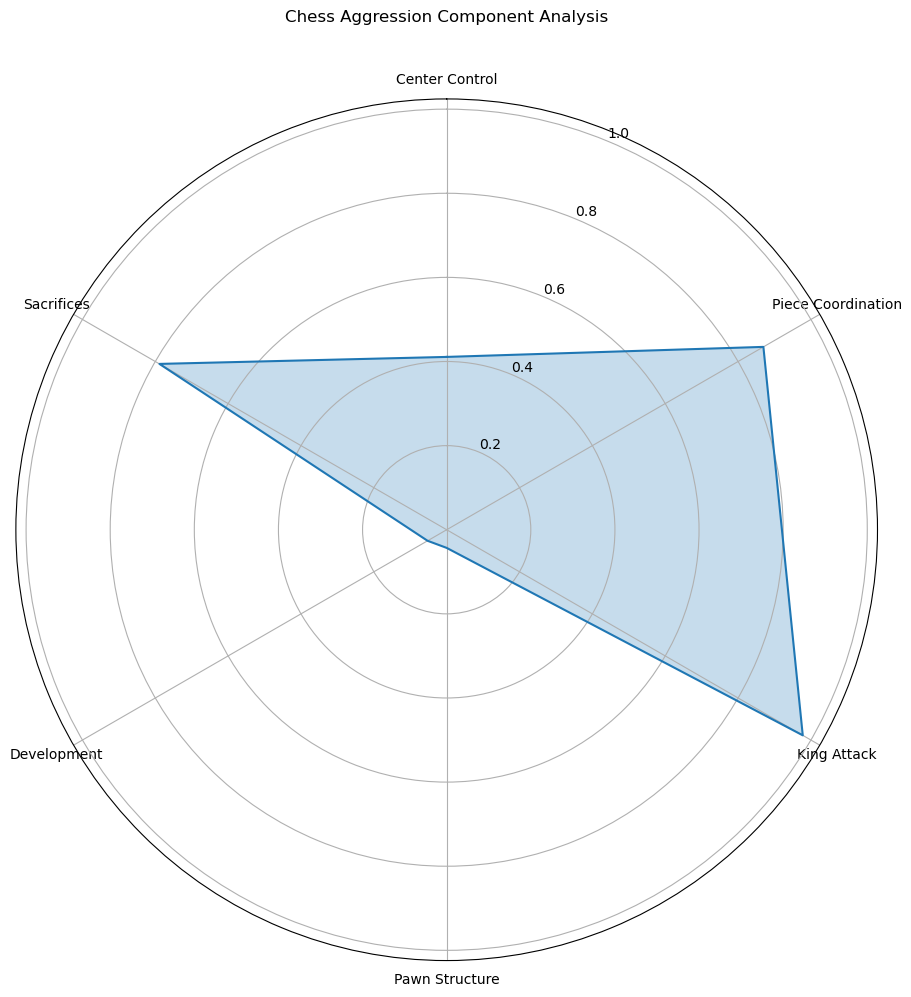 Chess Aggression Component Analysis
Center Control
1.0
0.8
0.6
Sacrifices
Piece Coordination
0.4
0.2
Development
King Attack
Pawn Structure